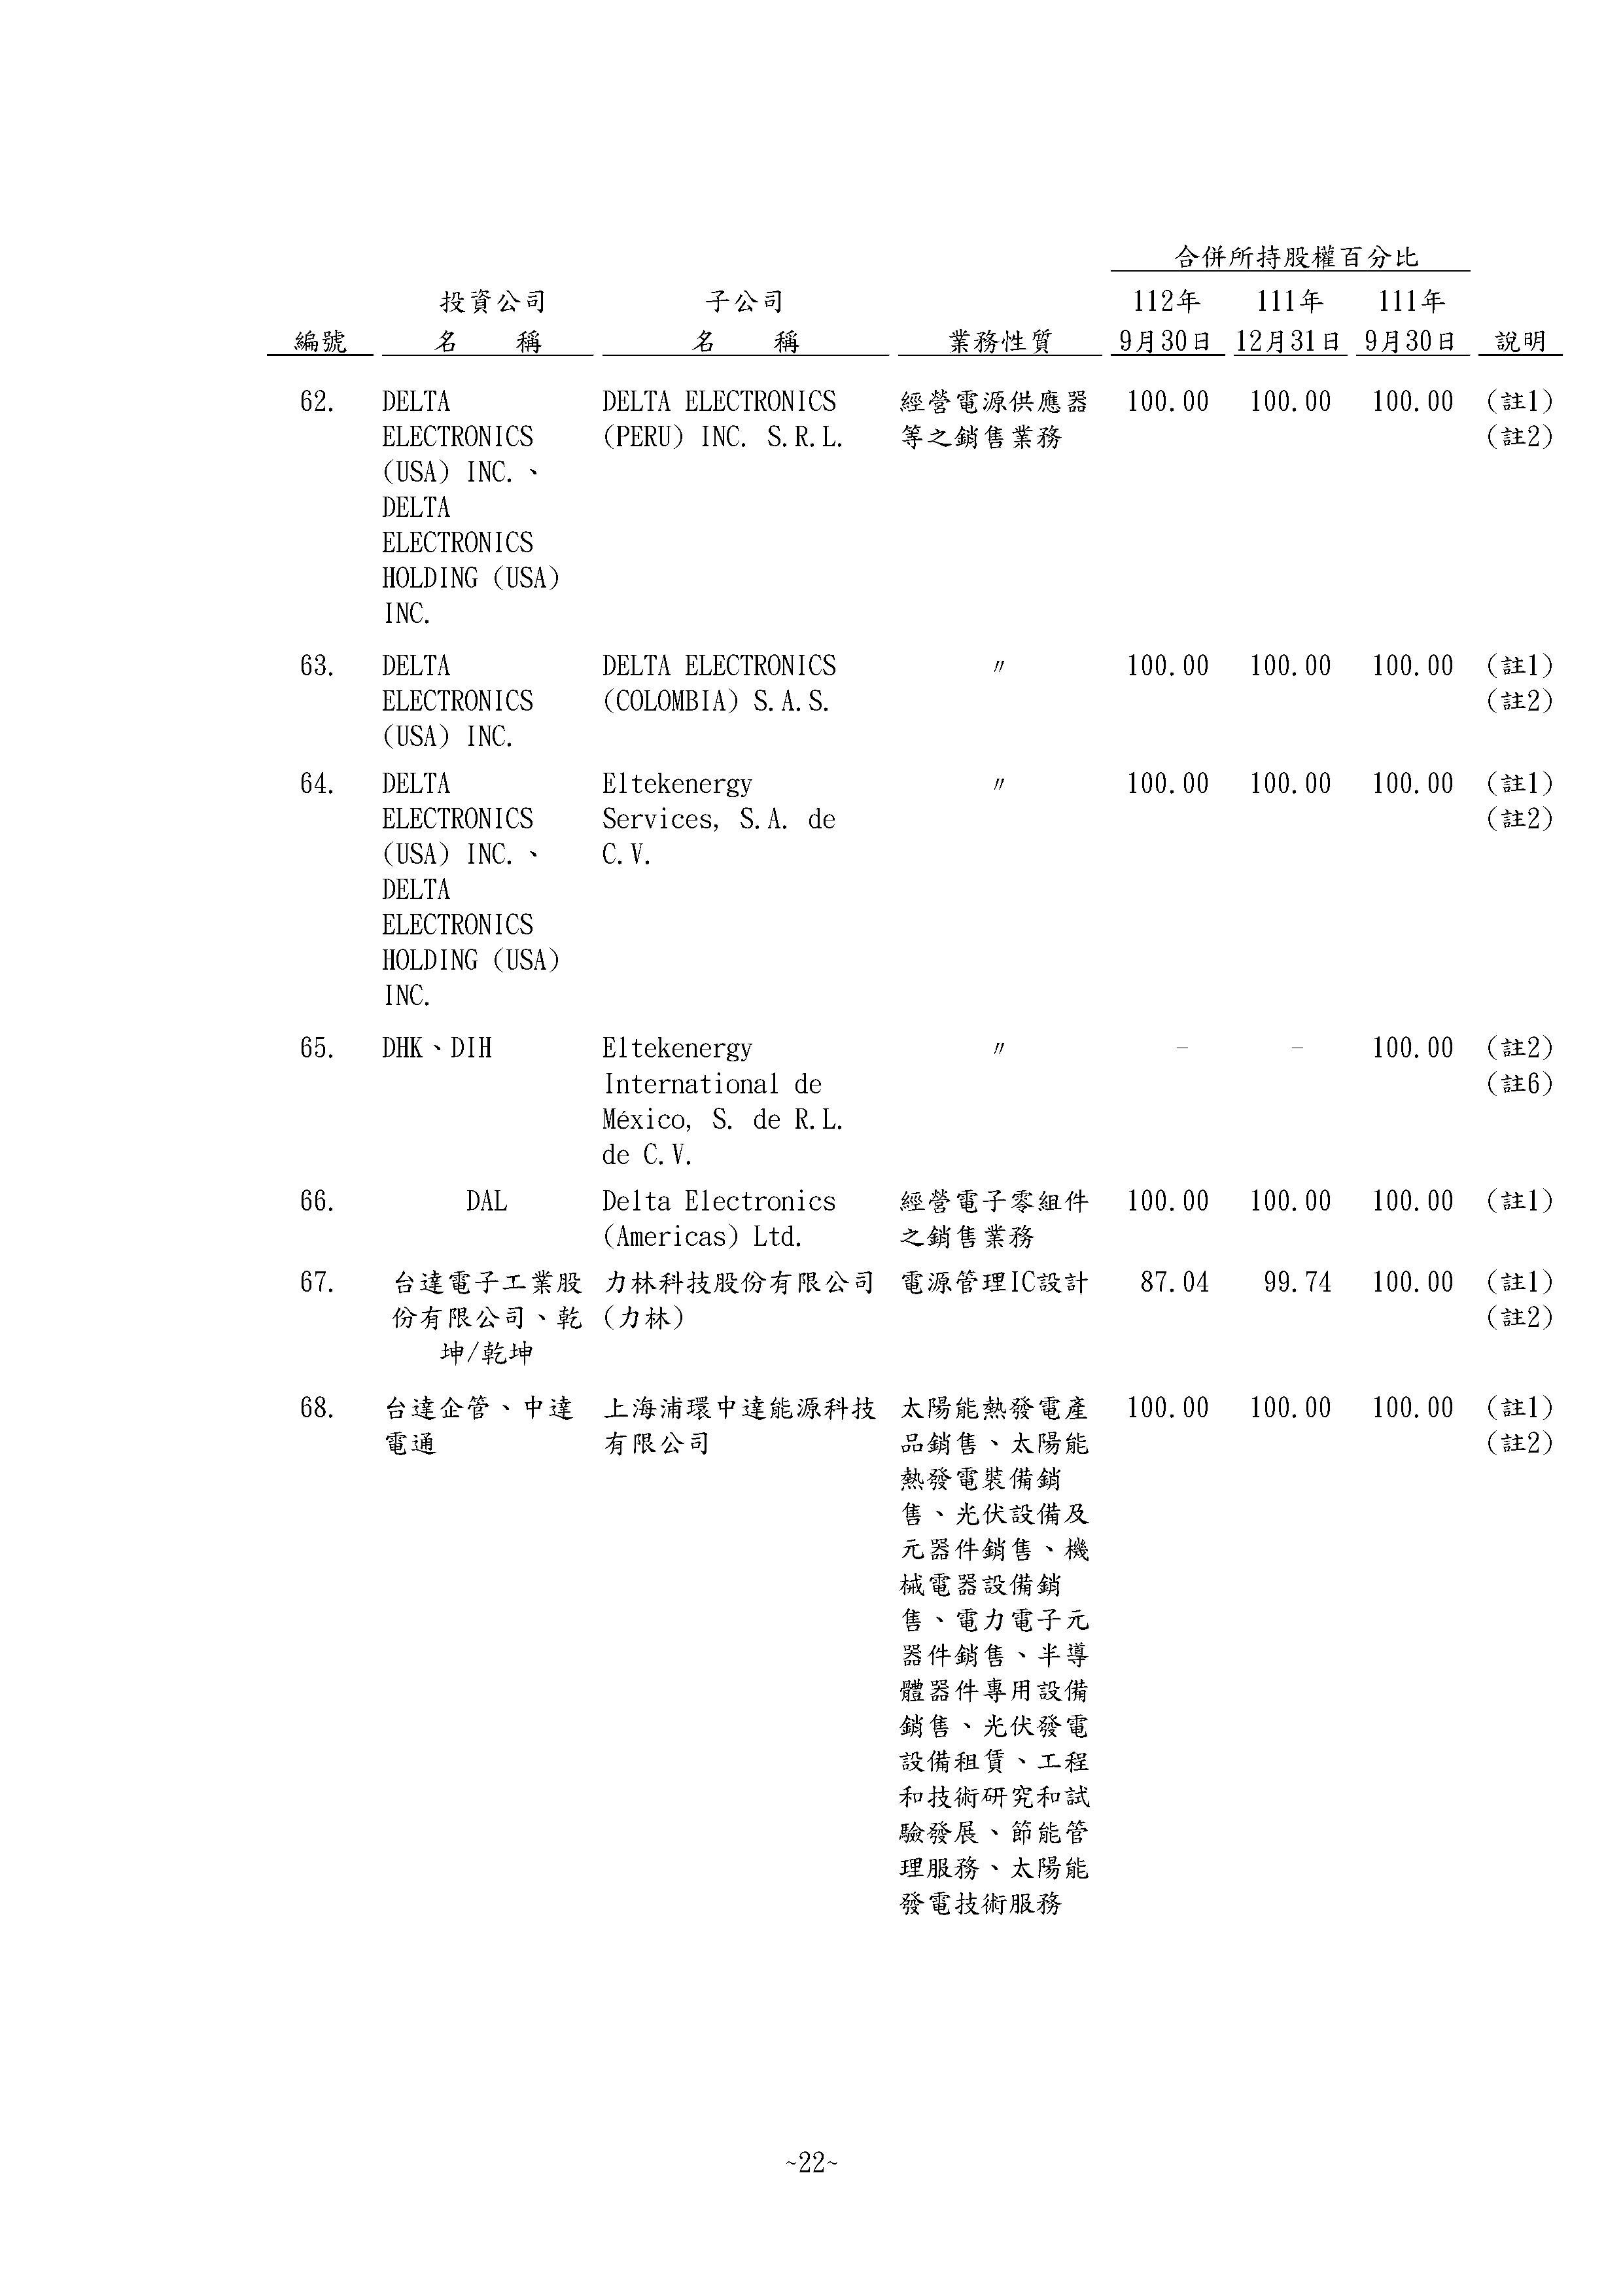 合併所持股權百分比
投資公司 子公司 112年 111年 111年
編號 名 稱 名 稱 業務性質 9月30日 12月31日 9月30日 說明
62. DELTA DELTA ELECTRONICS 經營電源供應器 100.00 100.00 100.00 (註1)
ELECTRONICS (PERU) INC. S.R.L. 等之銷售業務 (註2)
(USA) INC.、
DELTA
ELECTRONICS
HOLDING (USA)
INC.
63. DELTA DELTA ELECTRONICS 〃 100.00 100.00 100.00 (註1)
ELECTRONICS (COLOMBIA) S.A.S. (註2)
(USA) INC.
64. DELTA Eltekenergy 〃 100.00 100.00 100.00 (註1)
ELECTRONICS Services, S.A. de (註2)
(USA) INC.、 C.V.
DELTA
ELECTRONICS
HOLDING (USA)
INC.
65. DHK、DIH Eltekenergy 〃 - - 100.00 (註2)
International de (註6)
México, S. de R.L.
de C.V.
66. DAL Delta Electronics 經營電子零組件 100.00 100.00 100.00 (註1)
(Americas) Ltd. 之銷售業務
67. 台達電子工業股 力林科技股份有限公司 電源管理IC設計 87.04 99.74 100.00 (註1)
份有限公司、乾 (力林) (註2)
坤/乾坤
68. 台達企管、中達 上海浦環中達能源科技 太陽能熱發電產 100.00 100.00 100.00 (註1)
電通 有限公司 品銷售、太陽能 (註2)
熱發電裝備銷
售、光伏設備及
元器件銷售、機
械電器設備銷
售、電力電子元
器件銷售、半導
體器件專用設備
銷售、光伏發電
設備租賃、工程
和技術研究和試
驗發展、節能管
理服務、太陽能
發電技術服務
~22~